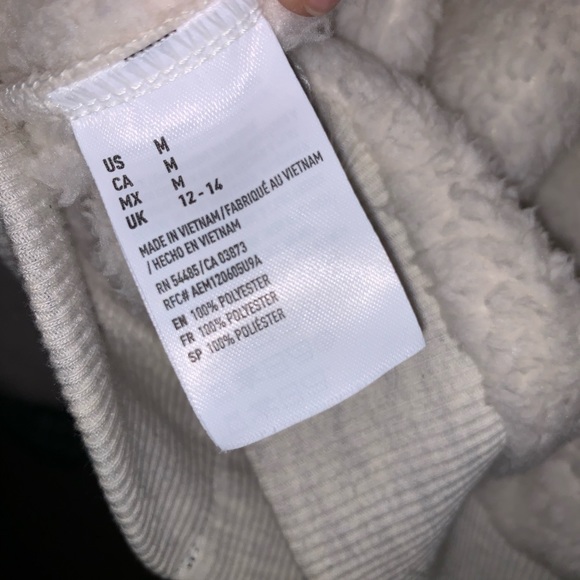 US M
CA M
MX M
UK 12 - 14
MADE IN VIETNAM/FABRIQUÉ AU VIETNAM
/ HECHO EN VIETNAM
RN 54485/CA 03873
RFC# AEM120605U9A
EN 100% POLYESTER
FR 100% POLYESTER
SP 100% POLIÉSTER